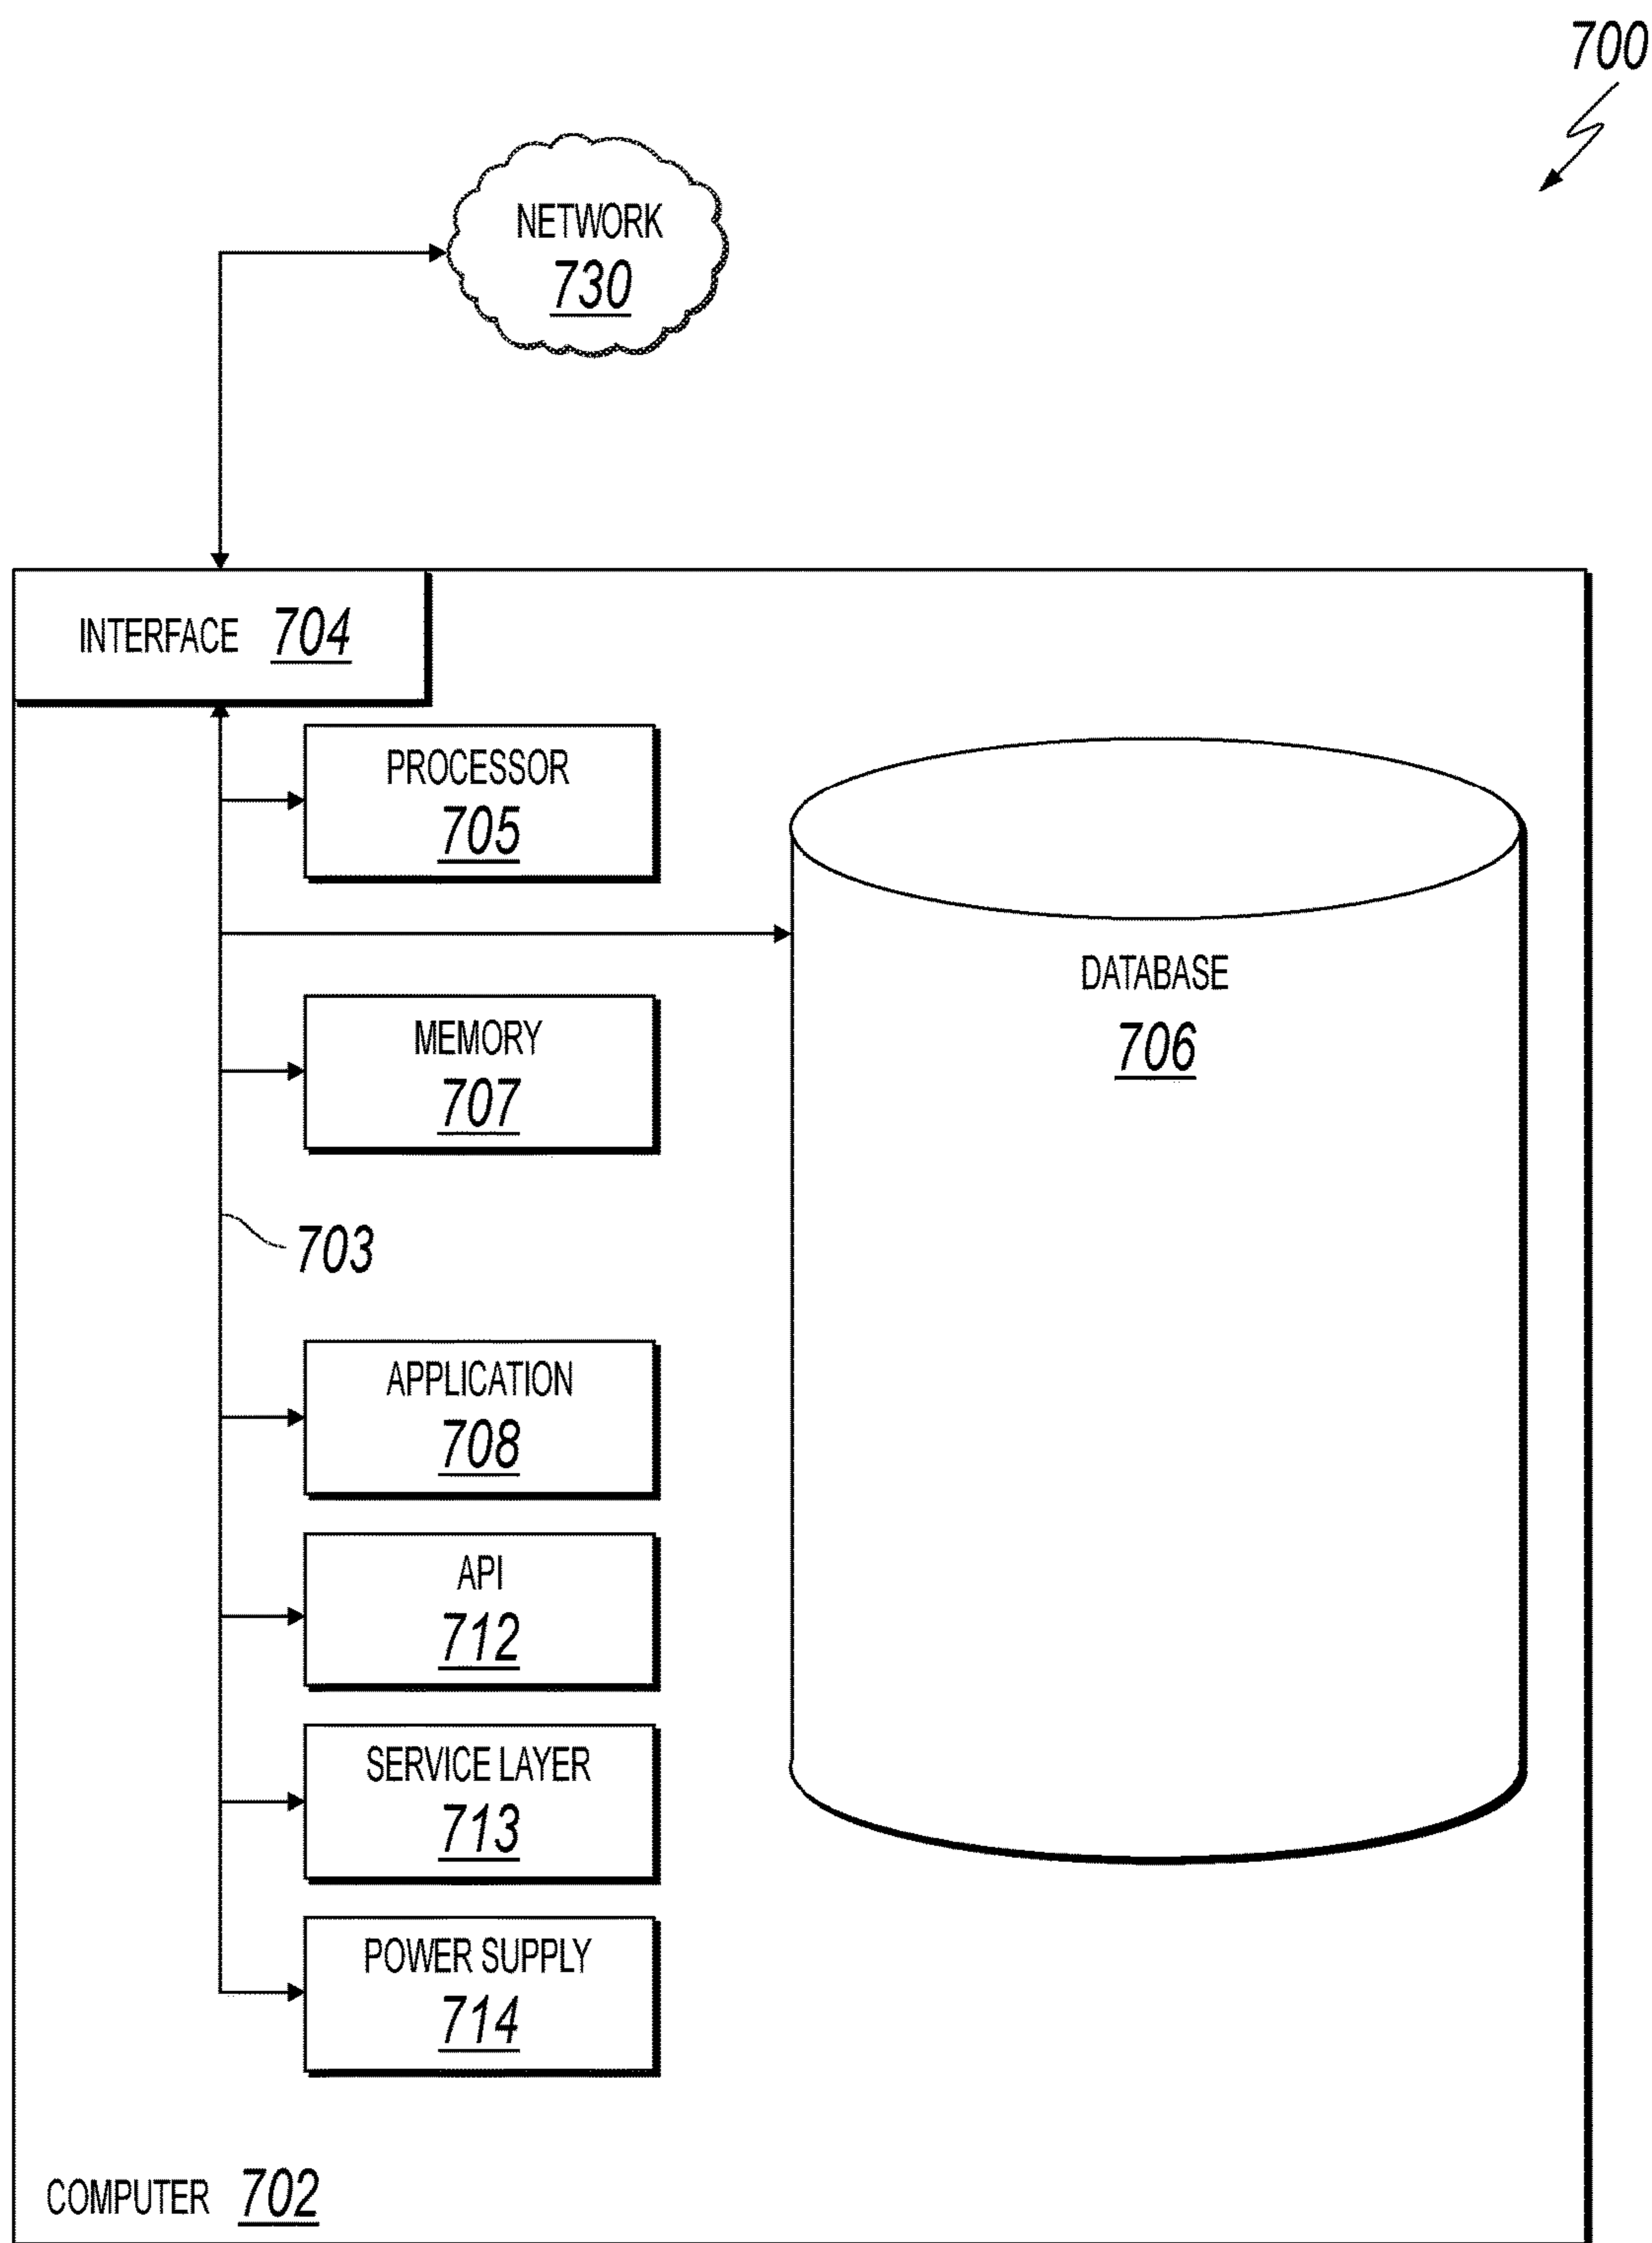 700
NETWORK
730
INTERFACE 704
PROCESSOR
705
DATABASE
706
MEMORY
707
703
APPLICATION
708
API
712
SERVICE LAYER
713
POWER SUPPLY
714
COMPUTER 702